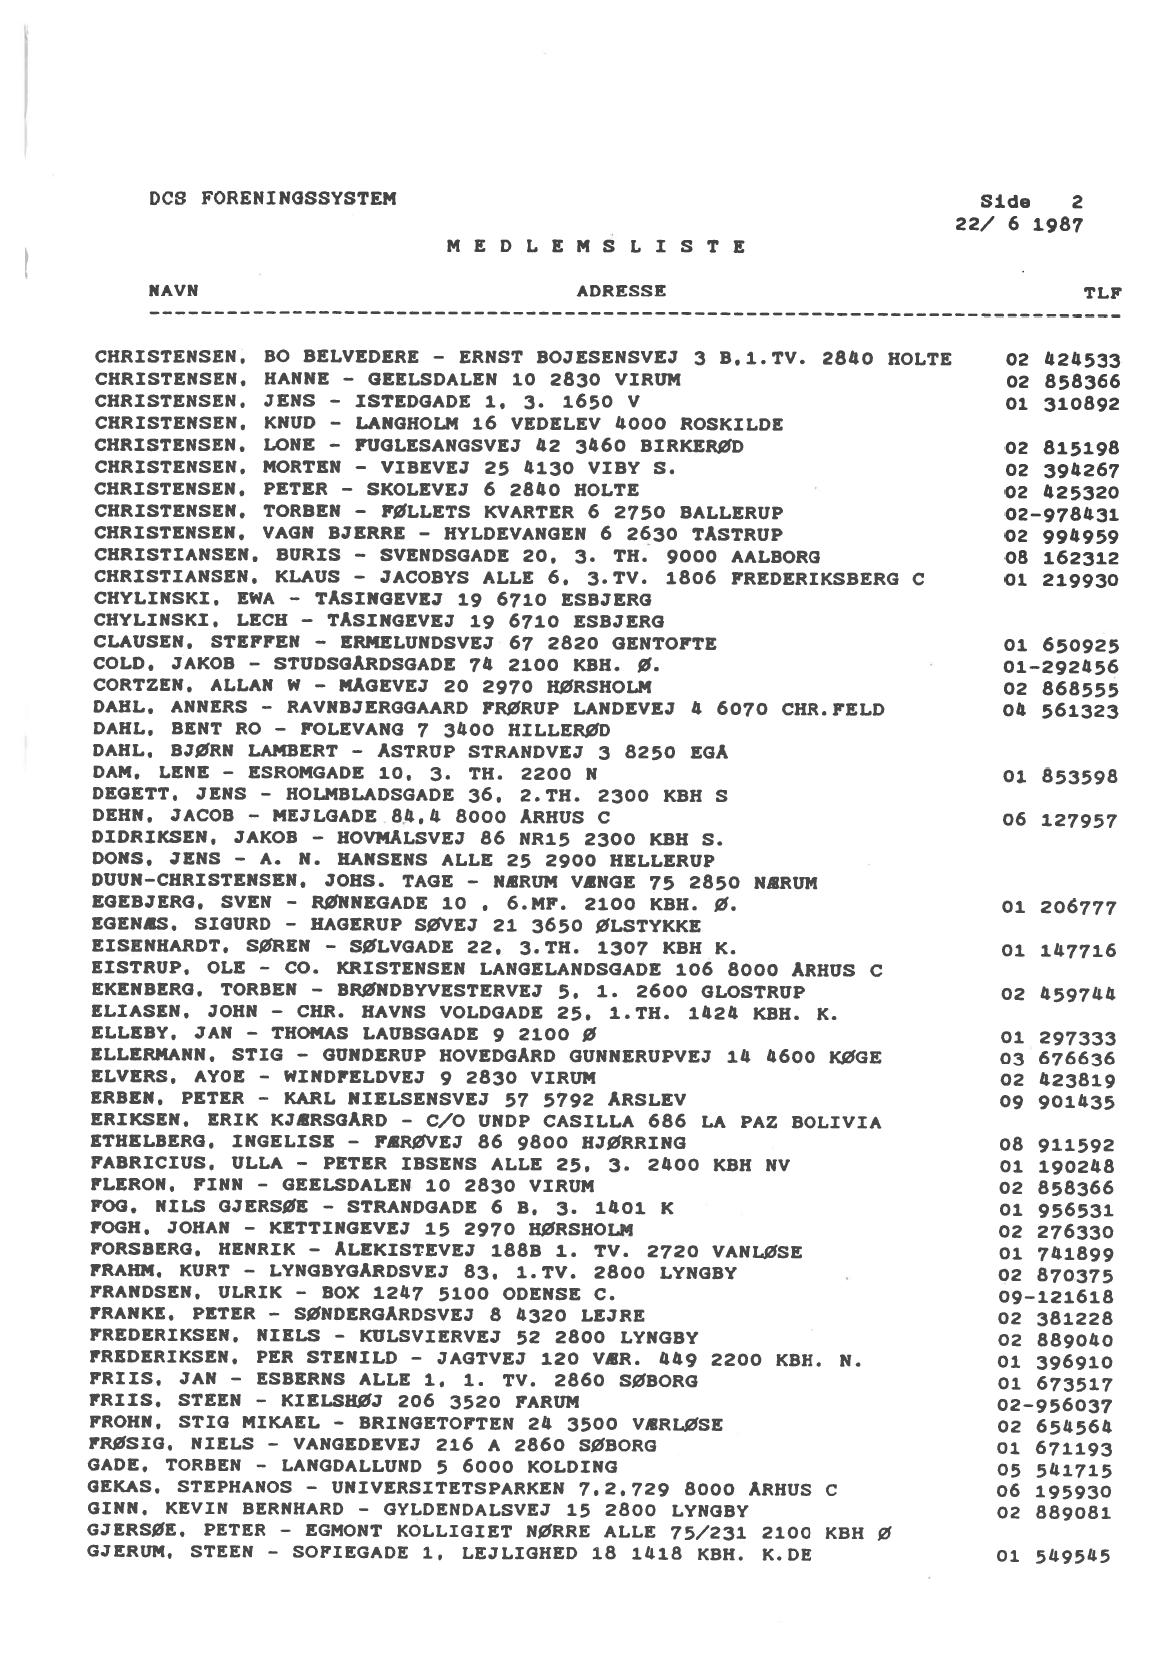 DCS FORENINGSSYSTEM Side 2
22/ 6 1987
M E D L E M S L I S T E
NAVN ADRESSE TLF
CHRISTENSEN, BO BELVEDERE - ERNST BOJESENSVEJ 3 B,1.TV. 2840 HOLTE 02 424533
CHRISTENSEN, HANNE - GEELSDALEN 10 2830 VIRUM 02 858366
CHRISTENSEN, JENS - ISTEDGADE 1, 3. 1650 V 01 310892
CHRISTENSEN, KNUD - LANGHOLM 16 VEDELEV 4000 ROSKILDE
CHRISTENSEN, LONE - FUGLESANGSVEJ 42 3460 BIRKERØD 02 815198
CHRISTENSEN, MORTEN - VIBEVEJ 25 4130 VIBY S. 02 394267
CHRISTENSEN, PETER - SKOLEVEJ 6 2840 HOLTE 02 425320
CHRISTENSEN, TORBEN - FØLLETS KVARTER 6 2750 BALLERUP 02-978431
CHRISTENSEN, VAGN BJERRE - HYLDEVANGEN 6 2630 TÅSTRUP 02 994959
CHRISTIANSEN, BURIS - SVENDSGADE 20, 3. TH. 9000 AALBORG 08 162312
CHRISTIANSEN, KLAUS - JACOBYS ALLE 6, 3.TV. 1806 FREDERIKSBERG C 01 219930
CHYLINSKI, EWA - TÅSINGEVEJ 19 6710 ESBJERG
CHYLINSKI, LECH - TÅSINGEVEJ 19 6710 ESBJERG
CLAUSEN, STEFFEN - ERMELUNDSVEJ 67 2820 GENTOFTE 01 650925
COLD, JAKOB - STUDSGÅRDSGADE 74 2100 KBH. Ø. 01-292456
CORTZEN, ALLAN W - MÅGEVEJ 20 2970 HØRSHOLM 02 868555
DAHL, ANNERS - RAVNBJERGGAARD FRØRUP LANDEVEJ 4 6070 CHR.FELD 04 561323
DAHL, BENT RO - FOLEVANG 7 3400 HILLERØD
DAHL, BJØRN LAMBERT - ÅSTRUP STRANDVEJ 3 8250 EGÅ
DAM, LENE - ESROMGADE 10, 3. TH. 2200 N 01 853598
DEGETT, JENS - HOLMBLADSGADE 36, 2.TH. 2300 KBH S
DEHN, JACOB - MEJLGADE 84,4 8000 ÅRHUS C 06 127957
DIDRIKSEN, JAKOB - HOVMÅLSVEJ 86 NR15 2300 KBH S.
DONS, JENS - A. N. HANSENS ALLE 25 2900 HELLERUP
DUUN-CHRISTENSEN, JOHS. TAGE - NÆRUM VÆNGE 75 2850 NÆRUM
EGEBJERG, SVEN - RØNNEGADE 10 , 6.MF. 2100 KBH. Ø. 01 206777
EGENÆS, SIGURD - HAGERUP SØVEJ 21 3650 ØLSTYKKE
EISENHARDT, SØREN - SØLVGADE 22, 3.TH. 1307 KBH K. 01 147716
EISTRUP, OLE - CO. KRISTENSEN LANGELANDSGADE 106 8000 ÅRHUS C
EKENBERG, TORBEN - BRØNDBYVESTERVEJ 5, 1. 2600 GLOSTRUP 02 459744
ELIASEN, JOHN - CHR. HAVNS VOLDGADE 25, 1.TH. 1424 KBH. K.
ELLEBY, JAN - THOMAS LAUBSGADE 9 2100 Ø 01 297333
ELLERMANN, STIG - GUNDERUP HOVEDGÅRD GUNNERUPVEJ 14 4600 KØGE 03 676636
ELVERS, AYOE - WINDFELDVEJ 9 2830 VIRUM 02 423819
ERBEN, PETER - KARL NIELSENSVEJ 57 5792 ÅRSLEV 09 901435
ERIKSEN, ERIK KJÆRSGÅRD - C/O UNDP CASILLA 686 LA PAZ BOLIVIA
ETHELBERG, INGELISE - FÆRØVEJ 86 9800 HJØRRING 08 911592
FABRICIUS, ULLA - PETER IBSENS ALLE 25, 3. 2400 KBH NV 01 190248
FLERON, FINN - GEELSDALEN 10 2830 VIRUM 02 858366
FOG, NILS GJERSØE - STRANDGADE 6 B, 3. 1401 K 01 956531
FOGH, JOHAN - KETTINGEVEJ 15 2970 HØRSHOLM 02 276330
FORSBERG, HENRIK - ÅLEKISTEVEJ 188B 1. TV. 2720 VANLØSE 01 741899
FRAHM, KURT - LYNGBYGÅRDSVEJ 83, 1.TV. 2800 LYNGBY 02 870375
FRANDSEN, ULRIK - BOX 1247 5100 ODENSE C. 09-121618
FRANKE, PETER - SØNDERGÅRDSVEJ 8 4320 LEJRE 02 381228
FREDERIKSEN, NIELS - KULSVIERVEJ 52 2800 LYNGBY 02 889040
FREDERIKSEN, PER STENILD - JAGTVEJ 120 VÆR. 449 2200 KBH. N. 01 396910
FRIIS, JAN - ESBERNS ALLE 1, 1. TV. 2860 SØBORG 01 673517
FRIIS, STEEN - KIELSHØJ 206 3520 FARUM 02-956037
FROHN, STIG MIKAEL - BRINGETOFTEN 24 3500 VÆRLØSE 02 654564
FRØSIG, NIELS - VANGEDEVEJ 216 A 2860 SØBORG 01 671193
GADE, TORBEN - LANGDALLUND 5 6000 KOLDING 05 541715
GEKAS, STEPHANOS - UNIVERSITETSPARKEN 7,2,729 8000 ÅRHUS C 06 195930
GINN, KEVIN BERNHARD - GYLDENDALSVEJ 15 2800 LYNGBY 02 889081
GJERSØE, PETER - EGMONT KOLLIGIET NØRRE ALLE 75/231 2100 KBH Ø
GJERUM, STEEN - SOFIEGADE 1, LEJLIGHED 18 1418 KBH. K.DE 01 549545